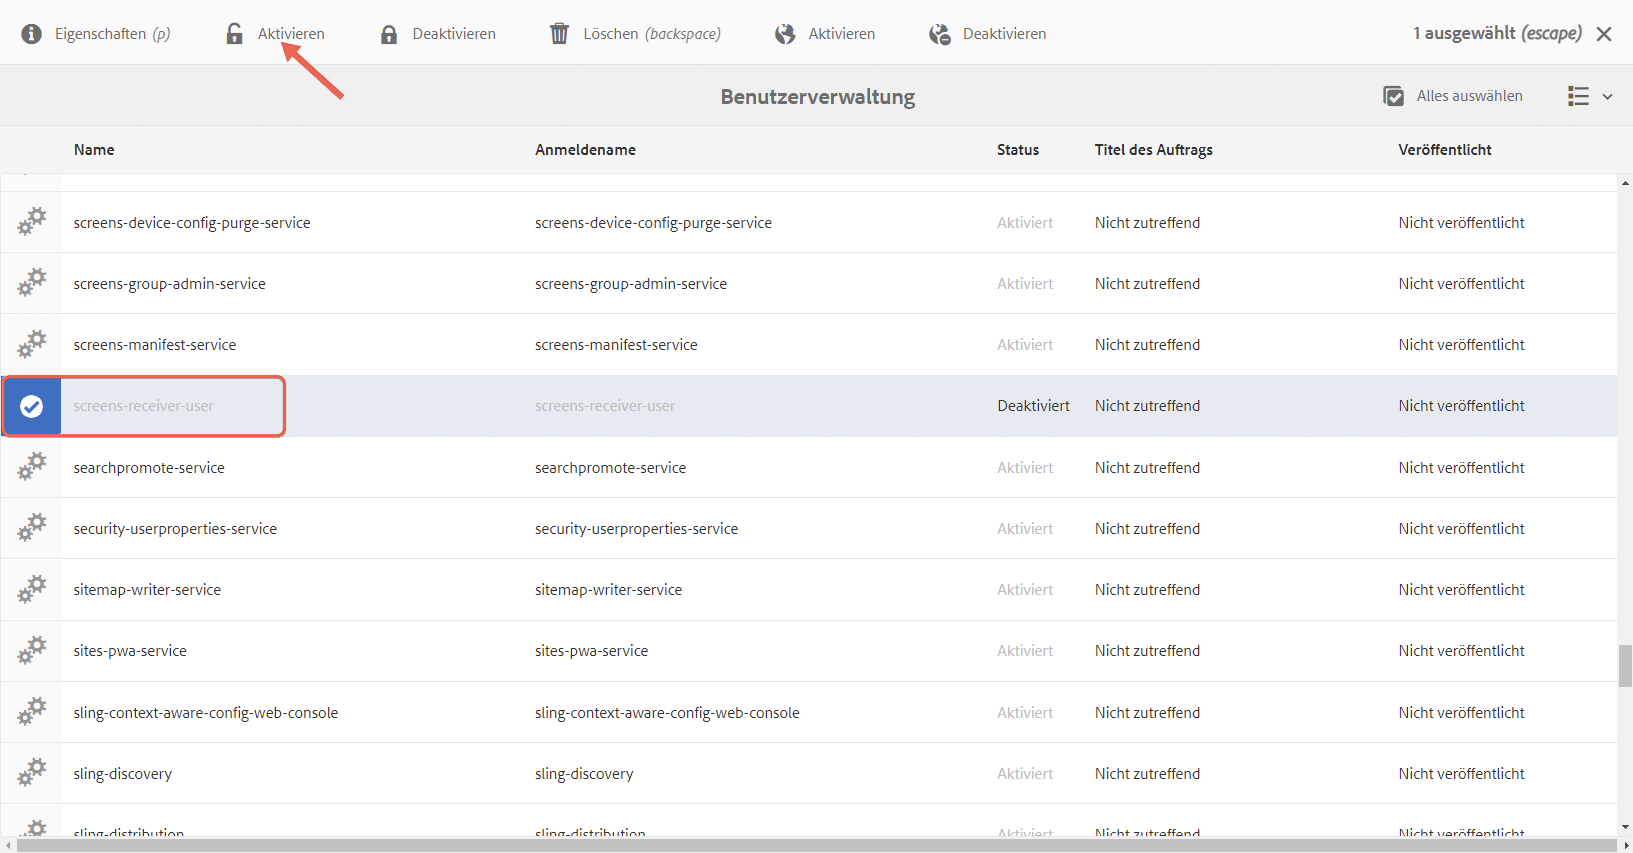 Eigenschaften (p) Aktivieren Deaktivieren Löschen (backspace) Aktivieren Deaktivieren 1 ausgewählt (escape)
Benutzerverwaltung Alles auswählen
Name Anmeldename Status Titel des Auftrags Veröffentlicht
screens-device-config-purge-service screens-device-config-purge-service Aktiviert Nicht zutreffend Nicht veröffentlicht
screens-group-admin-service screens-group-admin-service Aktiviert Nicht zutreffend Nicht veröffentlicht
screens-manifest-service screens-manifest-service Aktiviert Nicht zutreffend Nicht veröffentlicht
screens-receiver-user screens-receiver-user Deaktiviert Nicht zutreffend Nicht veröffentlicht
searchpromote-service searchpromote-service Aktiviert Nicht zutreffend Nicht veröffentlicht
security-userproperties-service security-userproperties-service Aktiviert Nicht zutreffend Nicht veröffentlicht
sitemap-writer-service sitemap-writer-service Aktiviert Nicht zutreffend Nicht veröffentlicht
sites-pwa-service sites-pwa-service Aktiviert Nicht zutreffend Nicht veröffentlicht
sling-context-aware-config-web-console sling-context-aware-config-web-console Aktiviert Nicht zutreffend Nicht veröffentlicht
sling-discovery sling-discovery Aktiviert Nicht zutreffend Nicht veröffentlicht
sling-distribution sling-distribution Aktiviert Nicht zutreffend Nicht veröffentlicht